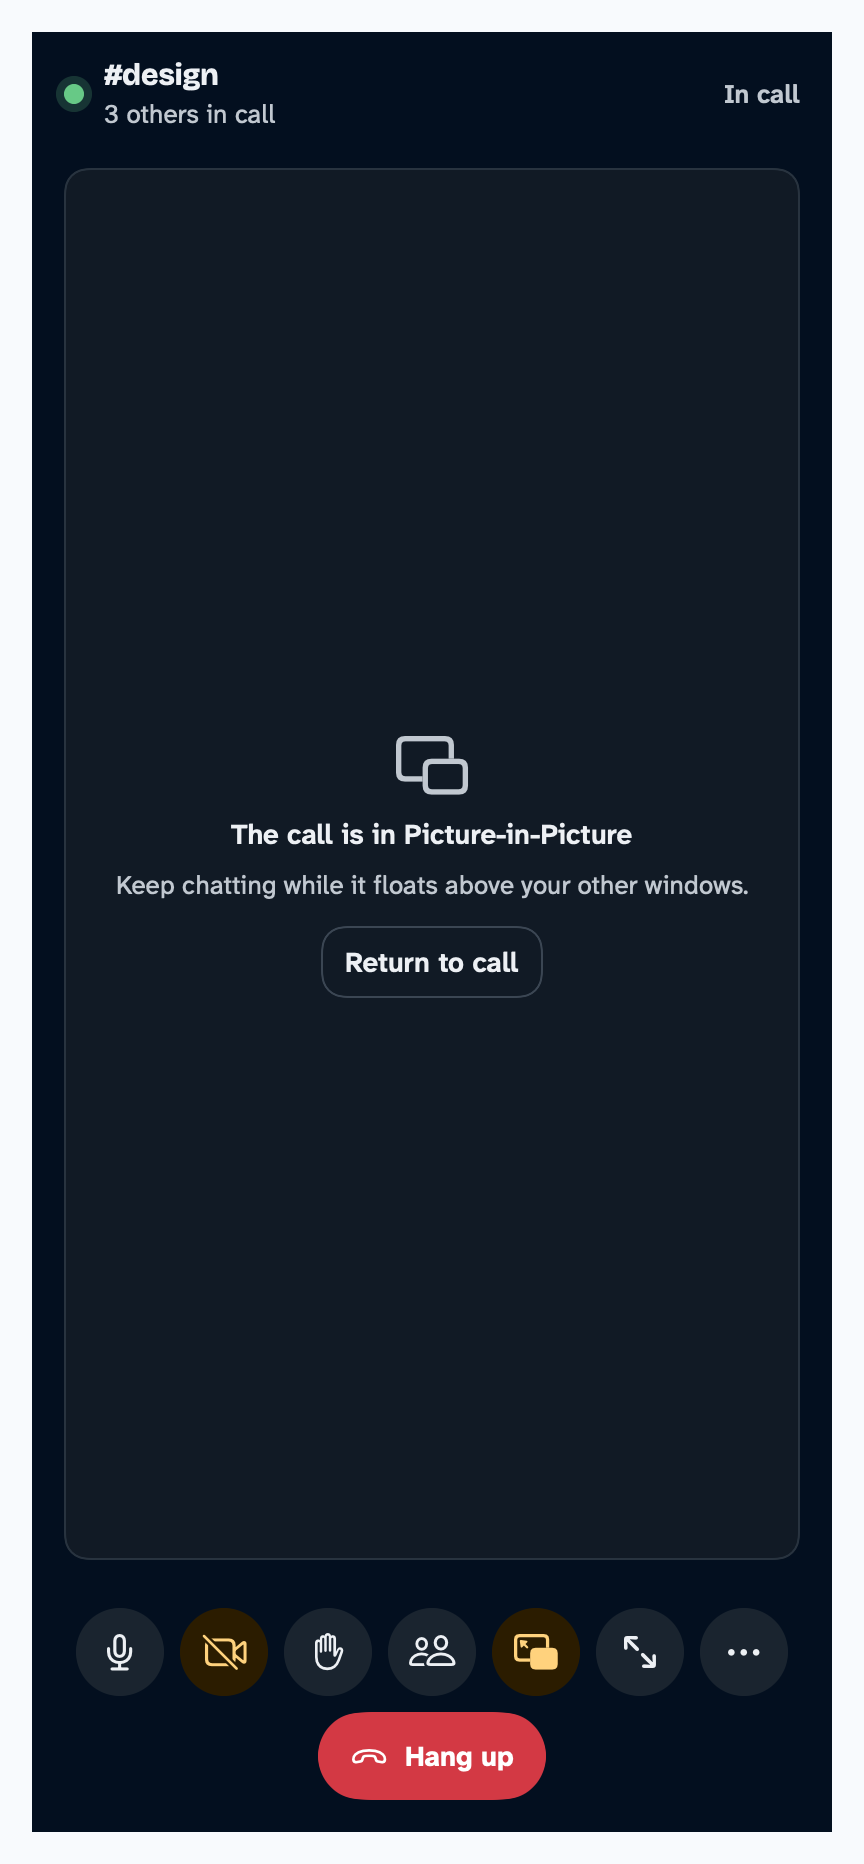 #design
3 others in call
In call
The call is in Picture-in-Picture
Keep chatting while it floats above your other windows.
Return to call
Hang up